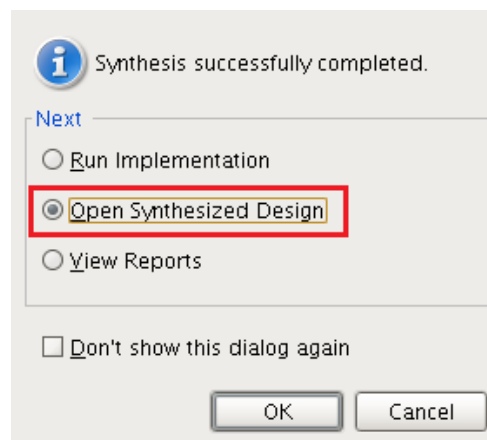 Synthesis successfully completed.
Next
Run Implementation
Open Synthesized Design
View Reports
Don't show this dialog again
OK
Cancel